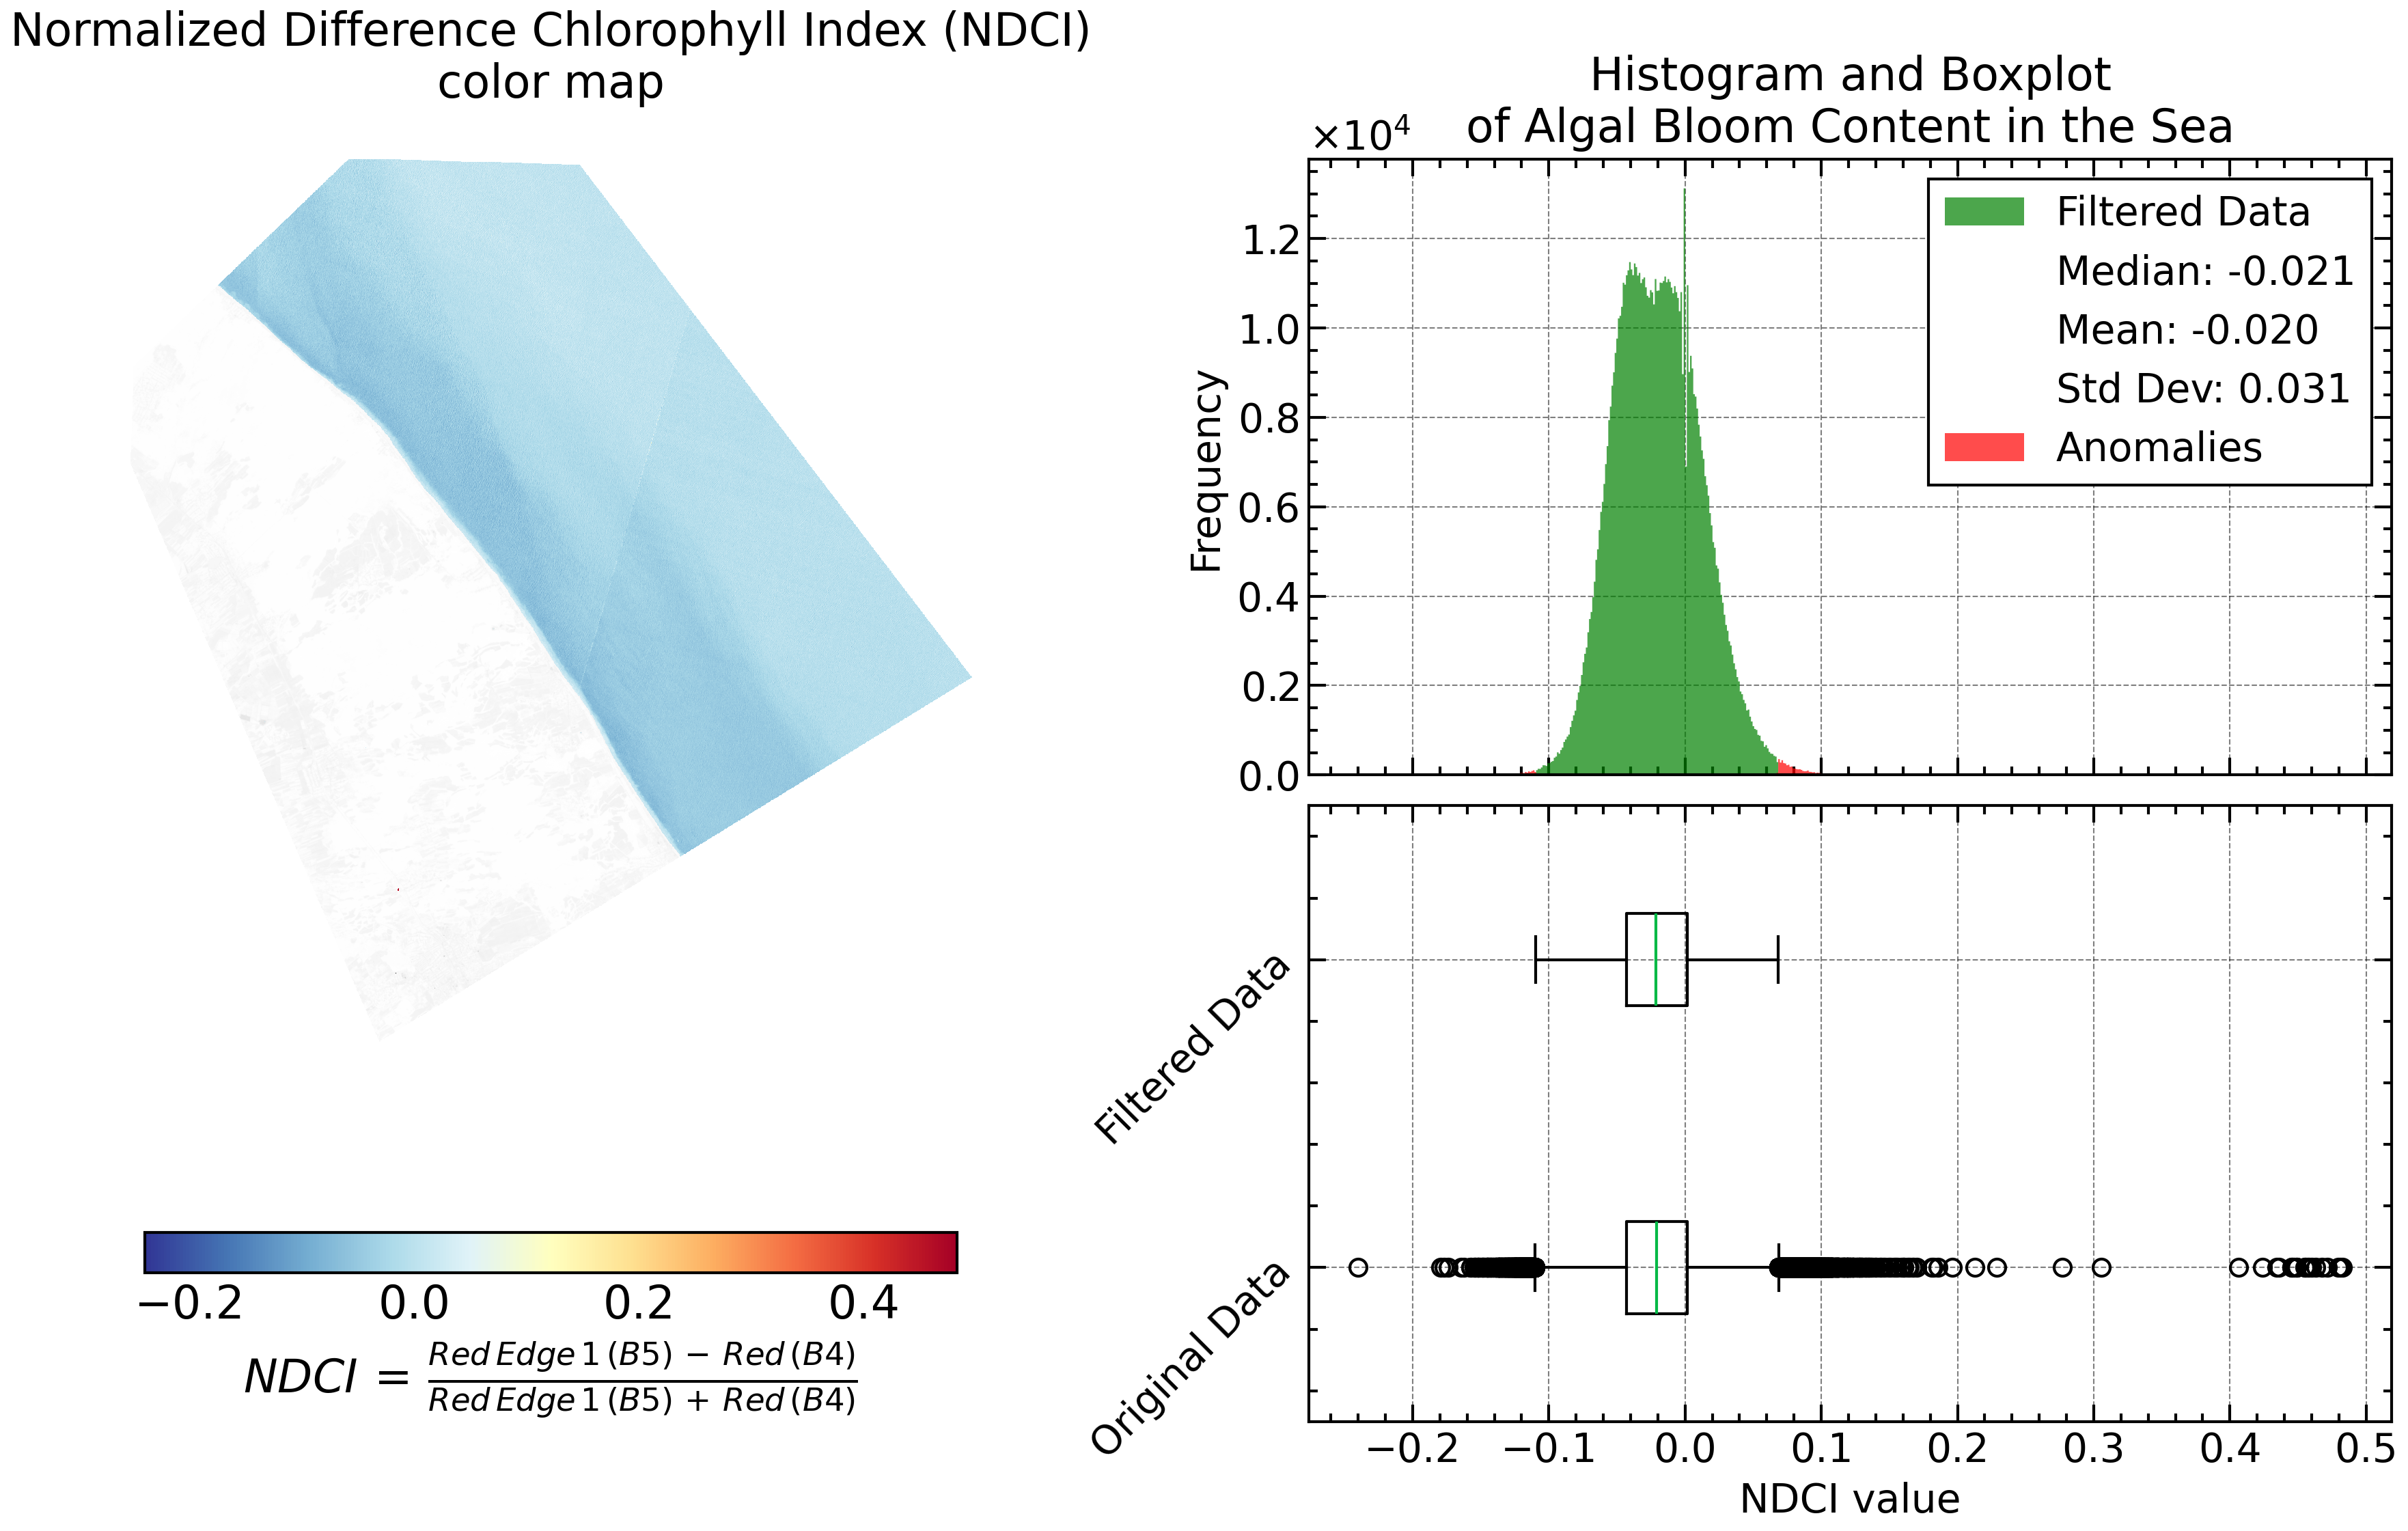 Normalized Difference Chlorophyll Index (NDCI)
color map
−0.2 0.0 0.2 0.4
NDCI = Red Edge 1 (B5) − Red (B4)
Red Edge 1 (B5) + Red (B4)
Histogram and Boxplot
of Algal Bloom Content in the Sea
×10⁴
1.2
1.0
0.8
0.6
0.4
0.2
0.0
Frequency
Filtered Data
Median: -0.021
Mean: -0.020
Std Dev: 0.031
Anomalies
Filtered Data
Original Data
−0.2 −0.1 0.0 0.1 0.2 0.3 0.4 0.5
NDCI value